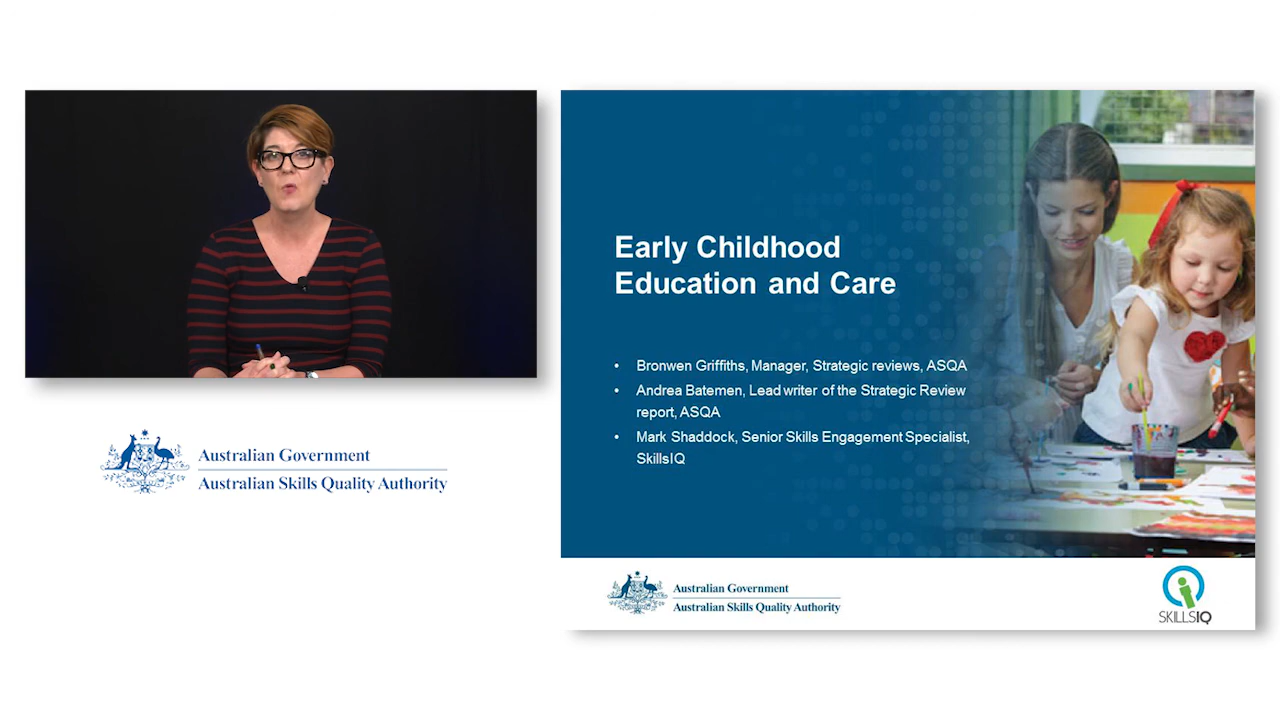 Australian Government
Australian Skills Quality Authority
Early Childhood
Education and Care
• Bronwen Griffiths, Manager, Strategic reviews, ASQA
• Andrea Batemen, Lead writer of the Strategic Review
report, ASQA
• Mark Shaddock, Senior Skills Engagement Specialist,
SkillsIQ
Australian Government
Australian Skills Quality Authority
SKILLSIQ